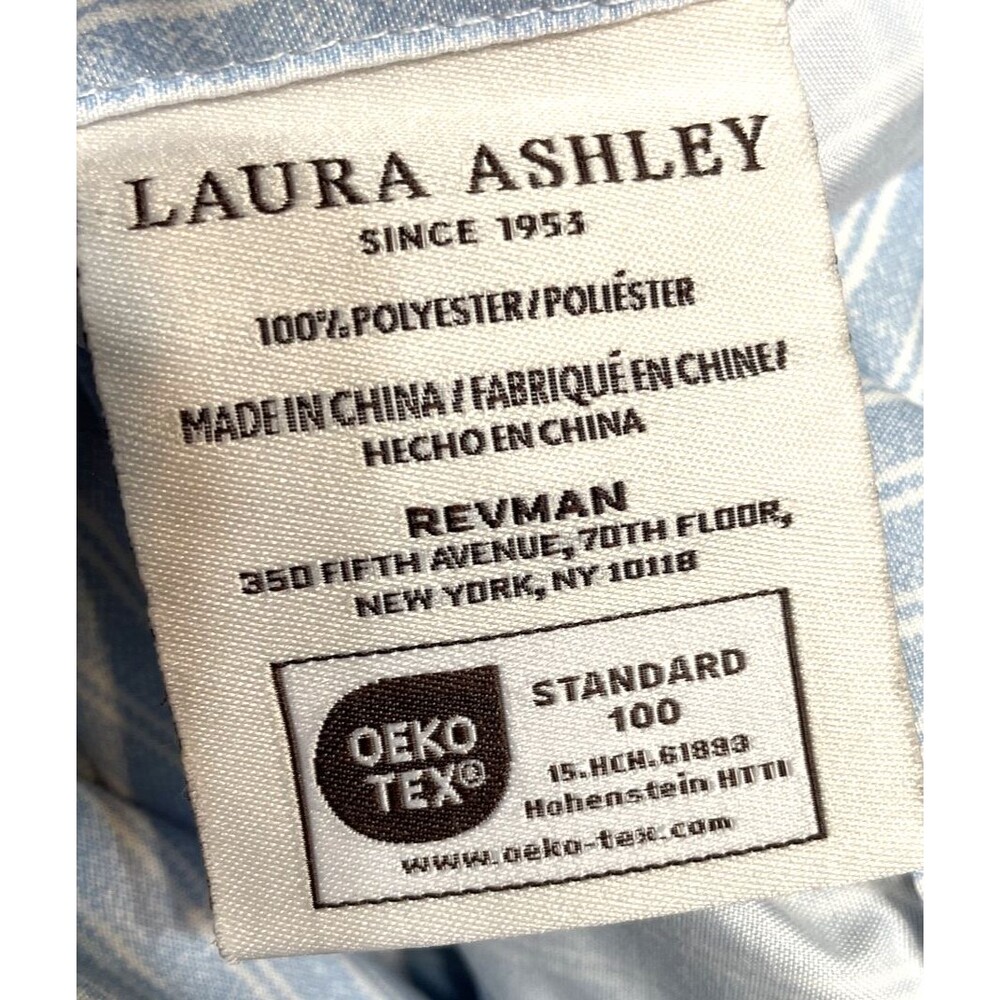 LAURA ASHLEY
SINCE 1953
100% POLYESTER/POLIÉSTER
MADE IN CHINA/FABRIQUÉ EN CHINE/
HECHO EN CHINA
REVMAN
350 FIFTH AVENUE, 70TH FLOOR,
NEW YORK, NY 10118
OEKO
TEX®
STANDARD
100
15.HCH.61893
Hohenstein HTTI
www.oeko-tex.com